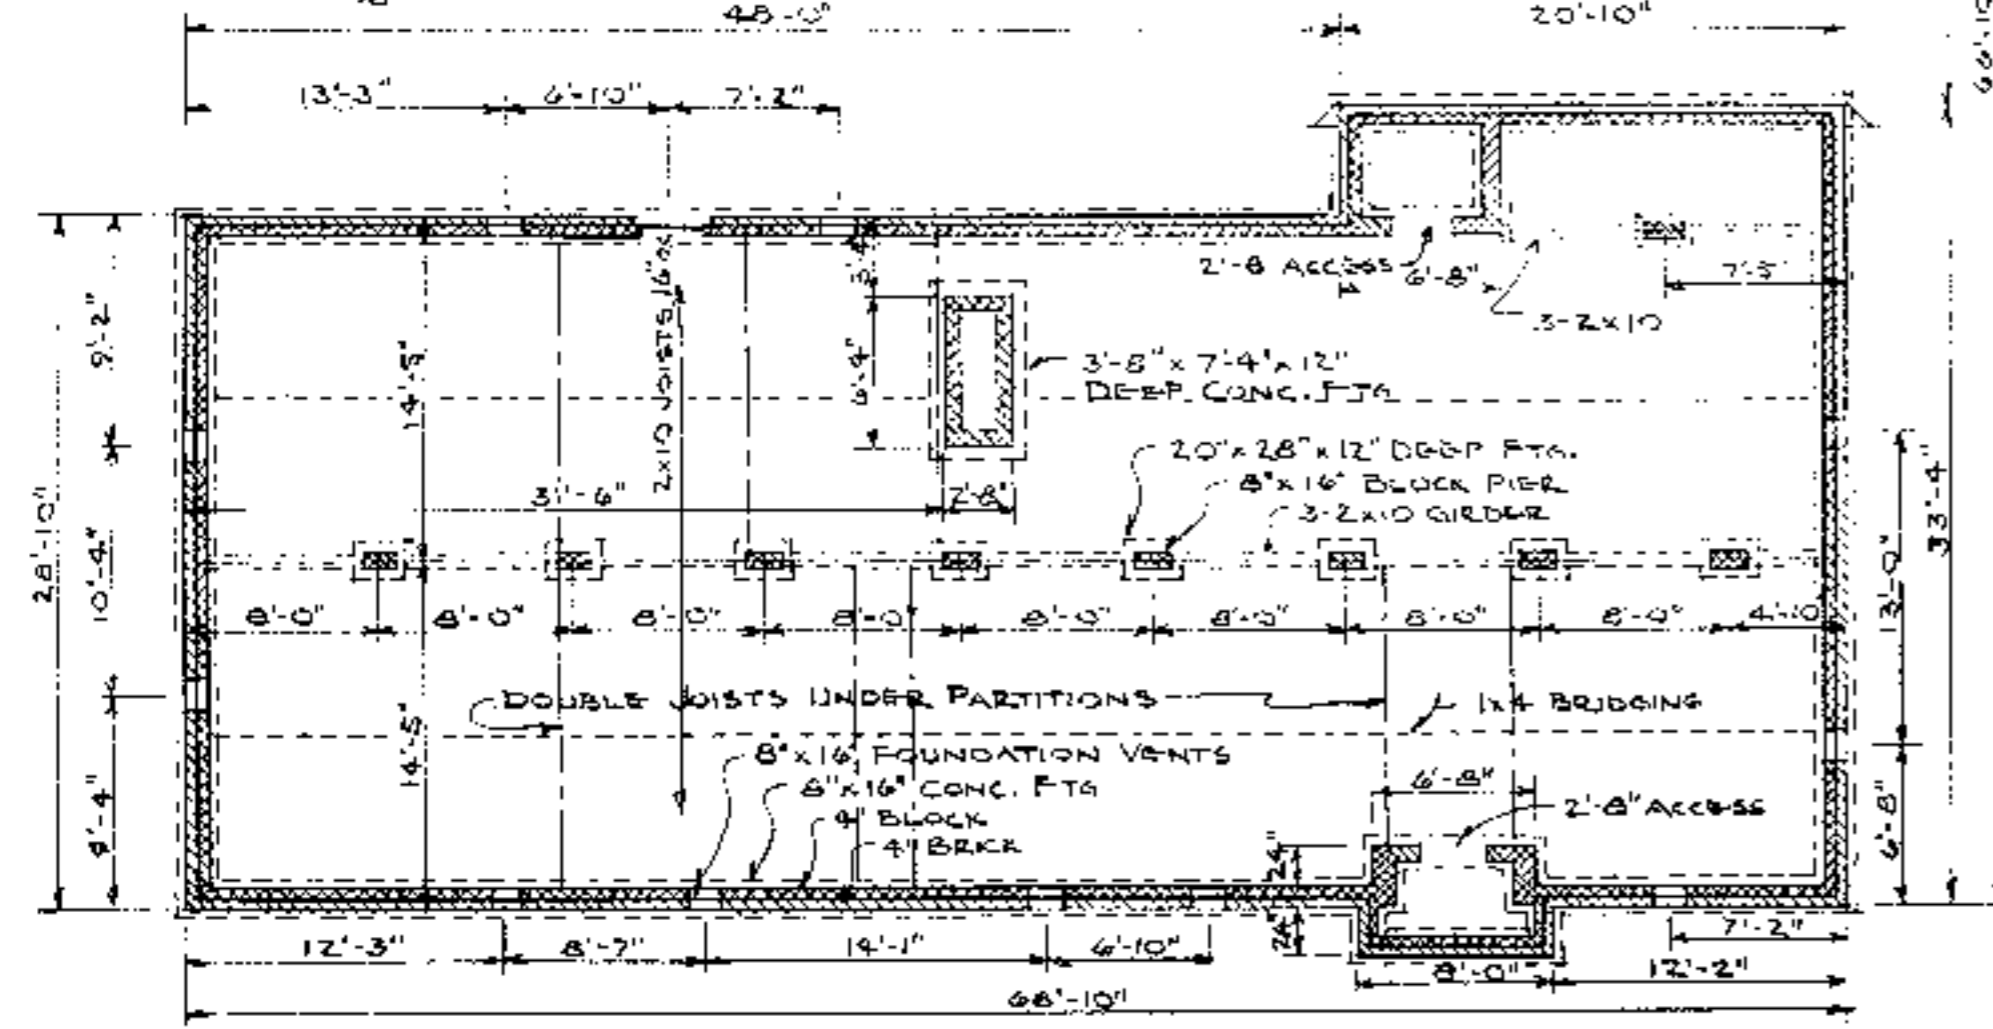 48'-0"
20'-10"
13'-3"
6'-10"
7'-2"
2'-8 ACCESS
6'-8"
3-2x10
9'-2"
14'-5"
2x10 JOISTS 16"
6'-4"
3'-8" x 7'-4" x 12"
DEEP CONC. FTG
20" x 28" x 12" DEEP FTG.
8" x 16" BLOCK PIER
3-2x10 GIRDER
2'-8"
28'-10"
10'-4"
33'-4"
13'-0"
8'-0"
8'-0"
8'-0"
8'-0"
8'-0"
8'-0"
8'-0"
8'-0"
4'-10
DOUBLE JOISTS UNDER PARTITIONS
1x4 BRIDGING
14'-5"
8" x 16" FOUNDATION VENTS
8" x 16" CONC. FTG
4" BLOCK
4" BRICK
6'-8"
2'-8" ACCESS
9'-4"
6'-8"
24"
24"
12'-3"
8'-7"
14'-1"
6'-10"
7'-2"
8'-0"
12'-2"
68'-10"